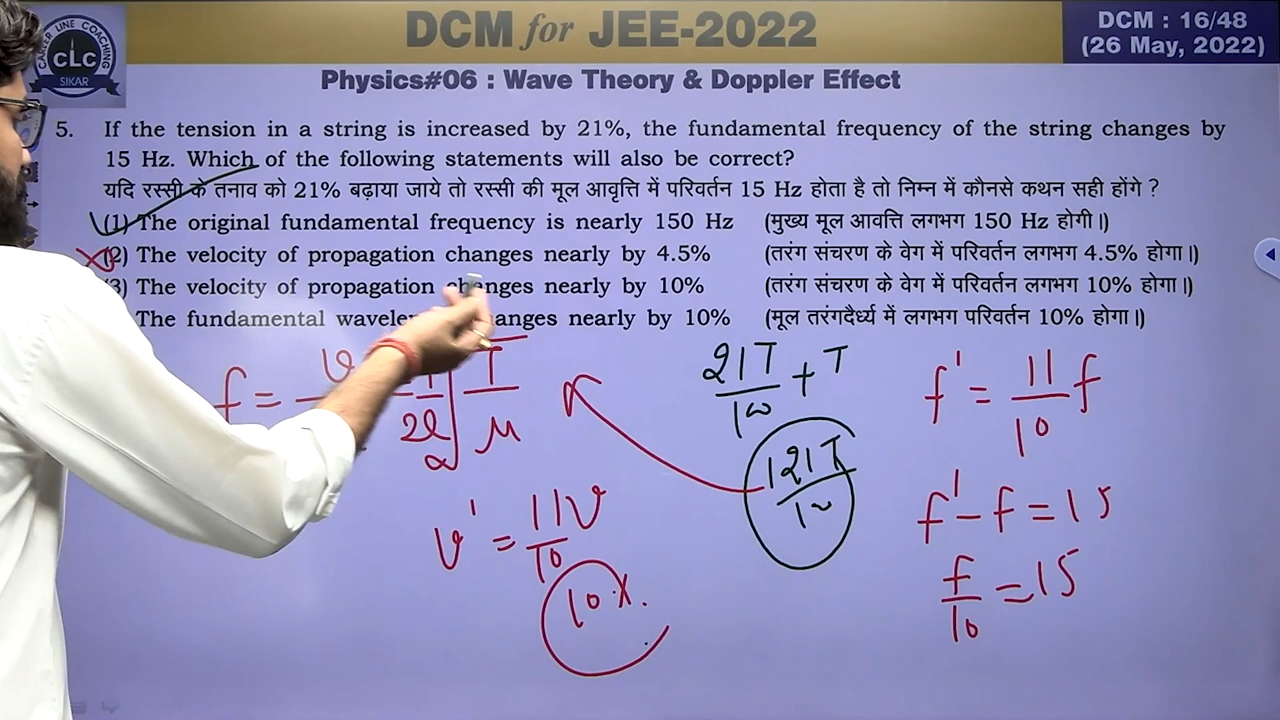 DCM for JEE-2022
DCM : 16/48
(26 May, 2022)
CAREER LINE COACHING
CLC
SIKAR
Physics#06 : Wave Theory & Doppler Effect
5. If the tension in a string is increased by 21%, the fundamental frequency of the string changes by
15 Hz. Which of the following statements will also be correct?
यदि रस्सी के तनाव को 21% बढ़ाया जाये तो रस्सी की मूल आवृत्ति में परिवर्तन 15 Hz होता है तो निम्न में कौनसे कथन सही होंगे ?
(1) The original fundamental frequency is nearly 150 Hz (मुख्य मूल आवत्ति लगभग 150 Hz होगी।)
(2) The velocity of propagation changes nearly by 4.5% (तरंग संचरण के वेग में परिवर्तन लगभग 4.5% होगा।)
(3) The velocity of propagation changes nearly by 10% (तरंग संचरण के वेग में परिवर्तन लगभग 10% होगा।)
The fundamental changes nearly by 10% (मूल तरंगदैर्ध्य में लगभग परिवर्तन 10% होगा।)
f = v 1/2l √T/μ
21T/100 + T
121T/100
v' = 11v/10
10%.
f' = 11/10 f
f' - f = 15
f/10 = 15